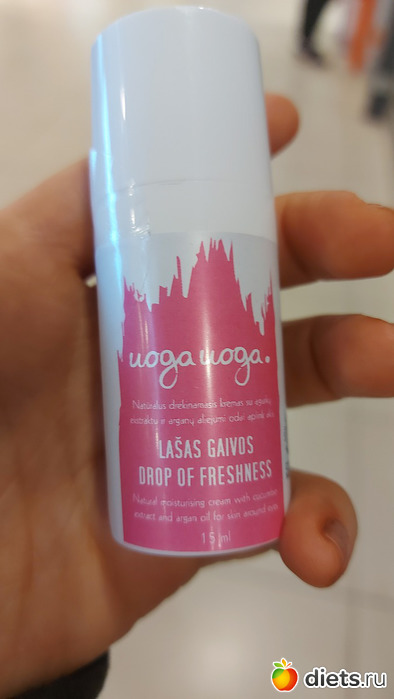 uoga uoga.
Natūralus drėkinamasis kremas su agurkų
ekstraktu ir arganų aliejumi odai aplink akis
LAŠAS GAIVOS
DROP OF FRESHNESS
Natural moisturising cream with cucumber
extract and argan oil for skin around eyes
15 ml
diets.ru